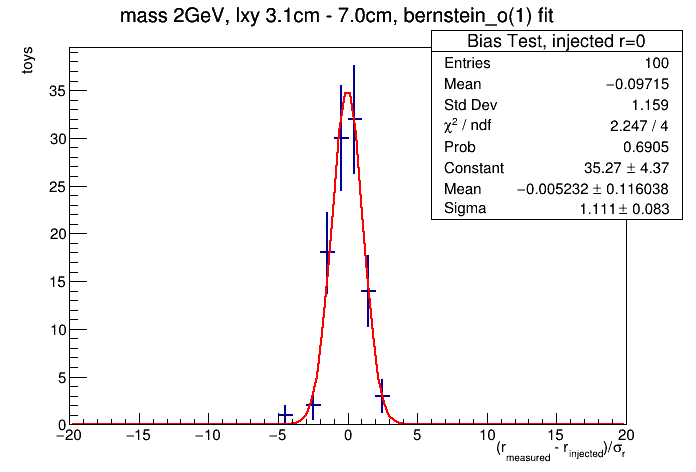 mass 2GeV, lxy 3.1cm - 7.0cm, bernstein_o(1) fit
toys
Bias Test, injected r=0
Entries 100
Mean −0.09715
Std Dev 1.159
χ² / ndf 2.247 / 4
Prob 0.6905
Constant 35.27 ± 4.37
Mean −0.005232 ± 0.116038
Sigma 1.111 ± 0.083
35
30
25
20
15
10
5
0
−20 −15 −10 −5 0 5 10 15 20
(r_measured - r_injected)/σ_r